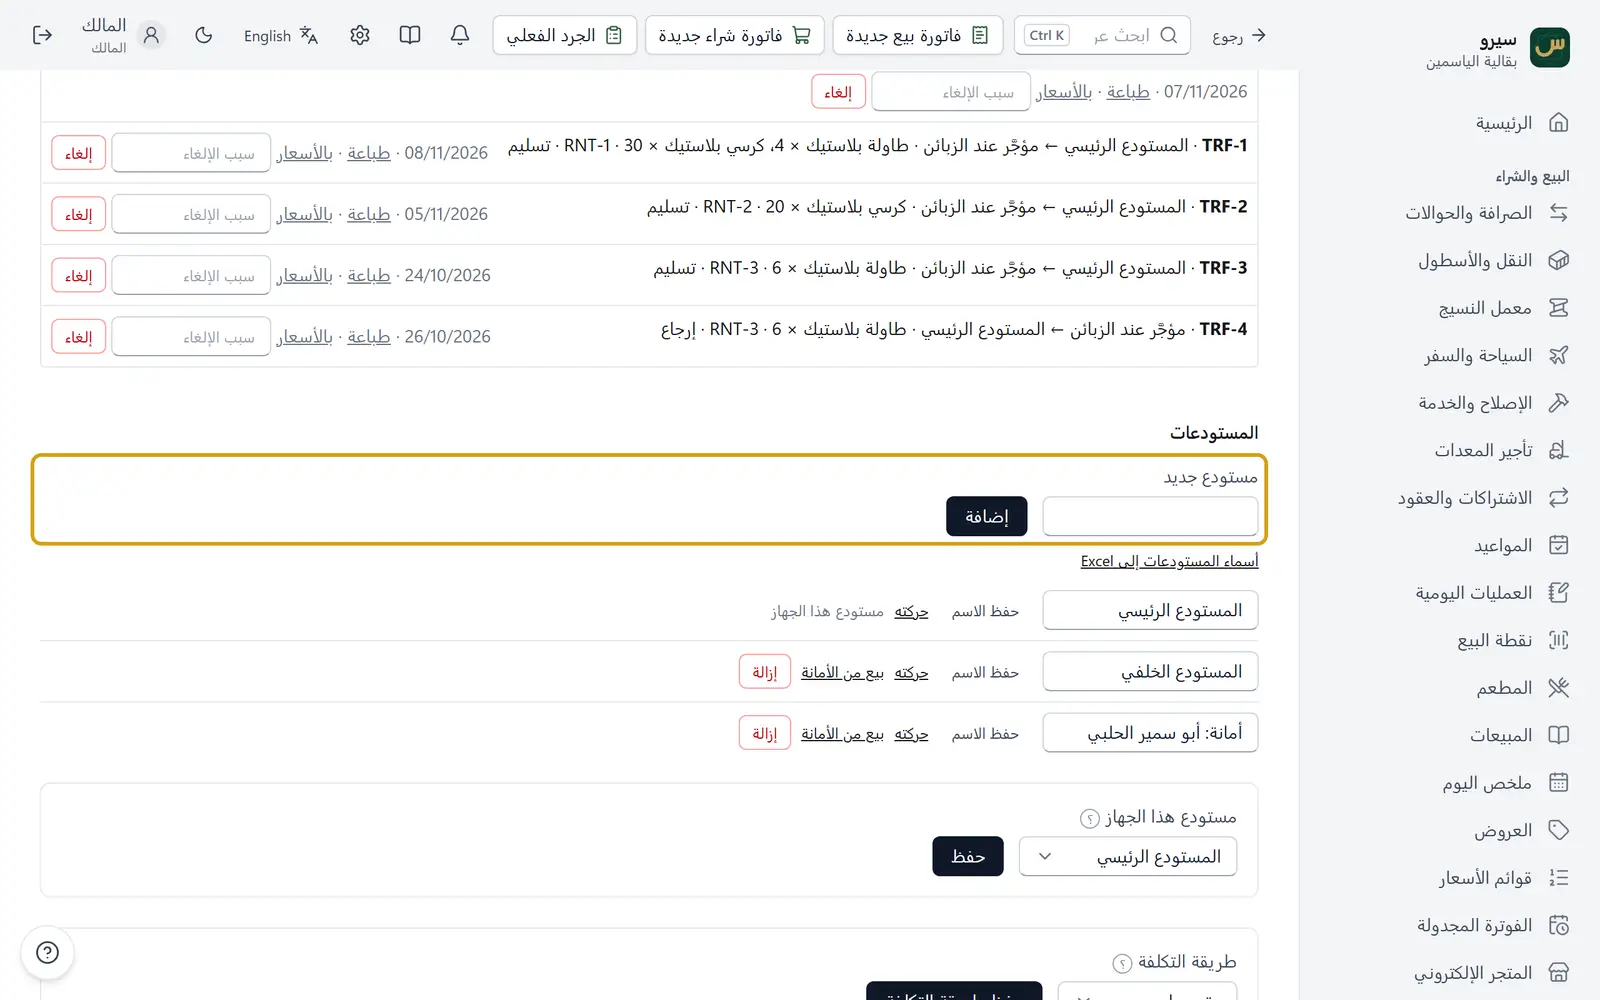 سيرو
بقالية الياسمين
رجوع
ابحث عن
Ctrl K
فاتورة بيع جديدة
فاتورة شراء جديدة
الجرد الفعلي
English
المالك
المالك
الرئيسية
البيع والشراء
الصرافة والحوالات
النقل والأسطول
معمل النسيج
السياحة والسفر
الإصلاح والخدمة
تأجير المعدات
الاشتراكات والعقود
المواعيد
العمليات اليومية
نقطة البيع
المطعم
المبيعات
ملخص اليوم
العروض
قوائم الأسعار
الفوترة المجدولة
المتجر الإلكتروني
07/11/2026 · طباعة · بالأسعار سبب الإلغاء إلغاء
TRF-1 · المستودع الرئيسي ← مؤجَّر عند الزبائن · طاولة بلاستيك × 4، كرسي بلاستيك × 30 · RNT-1 · تسليم 08/11/2026 · طباعة · بالأسعار سبب الإلغاء إلغاء
TRF-2 · المستودع الرئيسي ← مؤجَّر عند الزبائن · كرسي بلاستيك × 20 · RNT-2 · تسليم 05/11/2026 · طباعة · بالأسعار سبب الإلغاء إلغاء
TRF-3 · المستودع الرئيسي ← مؤجَّر عند الزبائن · طاولة بلاستيك × 6 · RNT-3 · تسليم 24/10/2026 · طباعة · بالأسعار سبب الإلغاء إلغاء
TRF-4 · مؤجَّر عند الزبائن ← المستودع الرئيسي · طاولة بلاستيك × 6 · RNT-3 · إرجاع 26/10/2026 · طباعة · بالأسعار سبب الإلغاء إلغاء
المستودعات
مستودع جديد
إضافة
أسماء المستودعات إلى Excel
المستودع الرئيسي حفظ الاسم حركته مستودع هذا الجهاز
المستودع الخلفي حفظ الاسم حركته بيع من الأمانة إزالة
أمانة: أبو سمير الحلبي حفظ الاسم حركته بيع من الأمانة إزالة
مستودع هذا الجهاز ؟
المستودع الرئيسي حفظ
طريقة التكلفة ؟